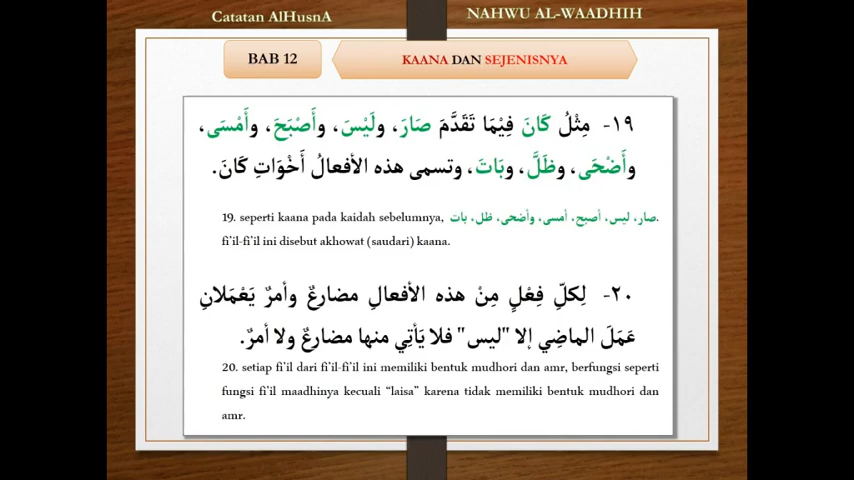 Catatan AlHusnA
NAHWU AL-WAADHIH
BAB 12
KAANA DAN SEJENISNYA
١٩- مِثْلُ كَانَ فِيْمَا تَقَدَّمَ صَارَ، ولَيْسَ، وأَصْبَحَ، وأَمْسَى،
وأَضْحَى، وظَلَّ، وبَاتَ، وتسمى هذه الأفعالُ أَخْوَاتِ كَانَ.
19. seperti kaana pada kaidah sebelumnya, صار، ليس، أصبح، أمسى، وأضحى، ظل، بات.
fi'il-fi'il ini disebut akhowat (saudari) kaana.
٢٠- لِكلِّ فِعْلٍ مِنْ هذه الأفعالِ مضارعٌ وأمرٌ يَعْمَلانِ
عَمَلَ الماضِي إلا "ليس" فلا يَأتِي منها مضارعٌ ولا أمرٌ.
20. setiap fi'il dari fi'il-fi'il ini memiliki bentuk mudhori dan amr, berfungsi seperti
fungsi fi'il maadhinya kecuali “laisa” karena tidak memiliki bentuk mudhori dan
amr.